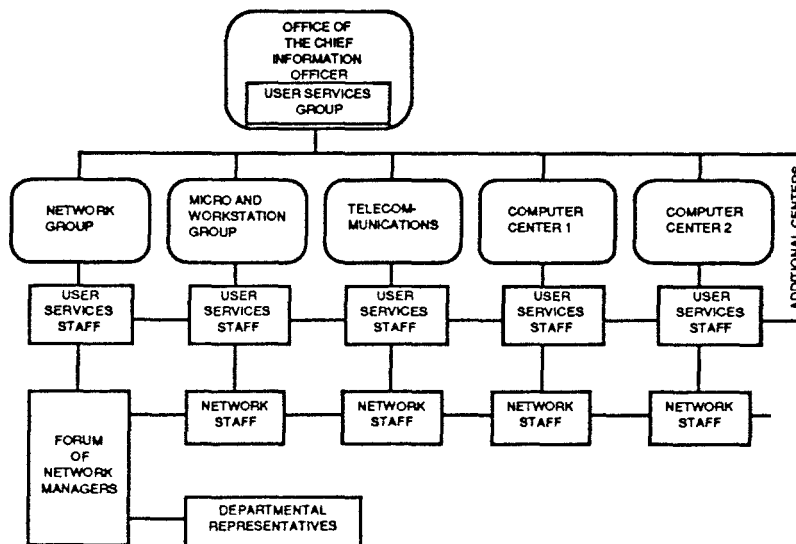 OFFICE OF
THE CHIEF
INFORMATION
OFFICER
USER SERVICES
GROUP
NETWORK
GROUP
MICRO AND
WORKSTATION
GROUP
TELECOM-
MUNICATIONS
COMPUTER
CENTER 1
COMPUTER
CENTER 2
ADDITIONAL CENTERS
USER
SERVICES
STAFF
USER
SERVICES
STAFF
USER
SERVICES
STAFF
USER
SERVICES
STAFF
USER
SERVICES
STAFF
FORUM
OF
NETWORK
MANAGERS
NETWORK
STAFF
NETWORK
STAFF
NETWORK
STAFF
NETWORK
STAFF
DEPARTMENTAL
REPRESENTATIVES